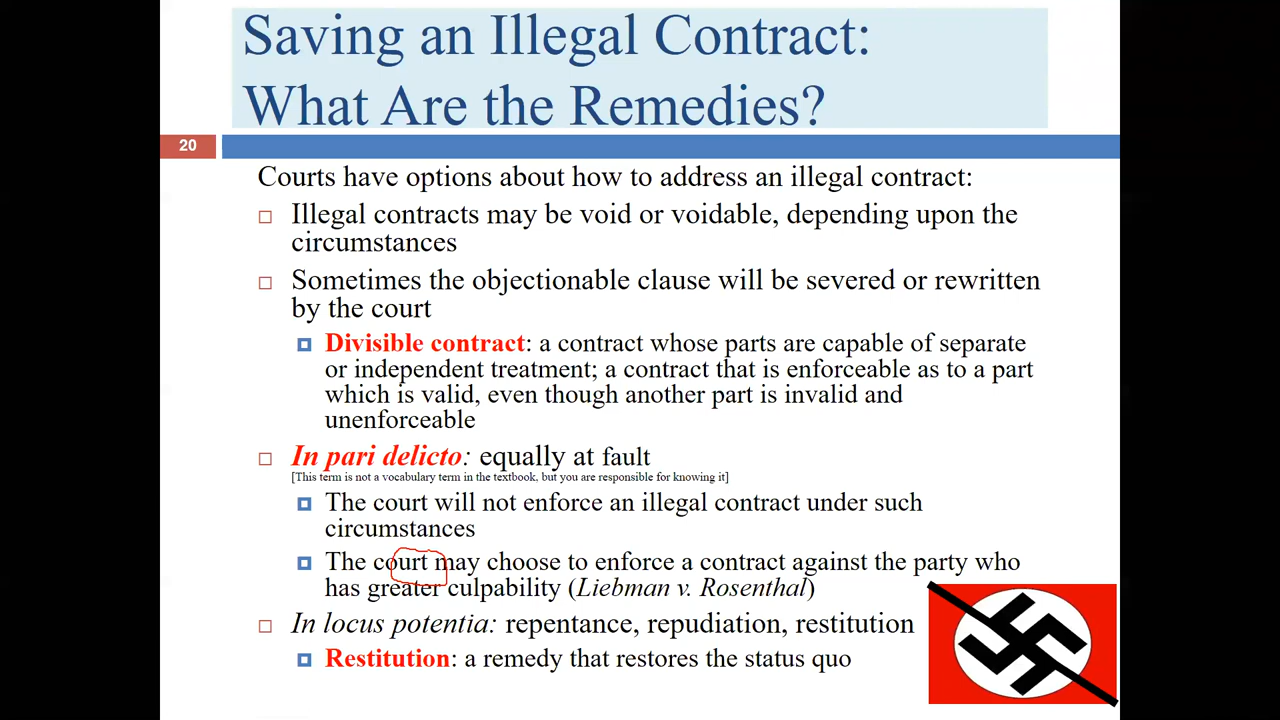 Saving an Illegal Contract:
What Are the Remedies?
20
Courts have options about how to address an illegal contract:
Illegal contracts may be void or voidable, depending upon the
circumstances
Sometimes the objectionable clause will be severed or rewritten
by the court
Divisible contract: a contract whose parts are capable of separate
or independent treatment; a contract that is enforceable as to a part
which is valid, even though another part is invalid and
unenforceable
In pari delicto: equally at fault
[This term is not a vocabulary term in the textbook, but you are responsible for knowing it]
The court will not enforce an illegal contract under such
circumstances
The court may choose to enforce a contract against the party who
has greater culpability (Liebman v. Rosenthal)
In locus potentia: repentance, repudiation, restitution
Restitution: a remedy that restores the status quo